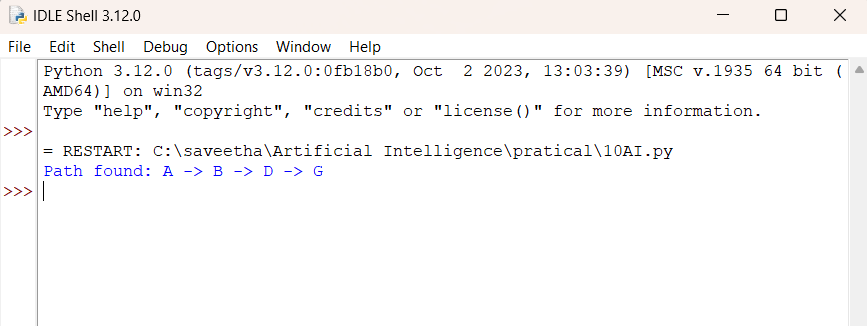 IDLE Shell 3.12.0
File Edit Shell Debug Options Window Help
Python 3.12.0 (tags/v3.12.0:0fb18b0, Oct  2 2023, 13:03:39) [MSC v.1935 64 bit (
AMD64)] on win32
Type "help", "copyright", "credits" or "license()" for more information.
>>>
= RESTART: C:\saveetha\Artificial Intelligence\pratical\10AI.py
Path found: A -> B -> D -> G
>>>